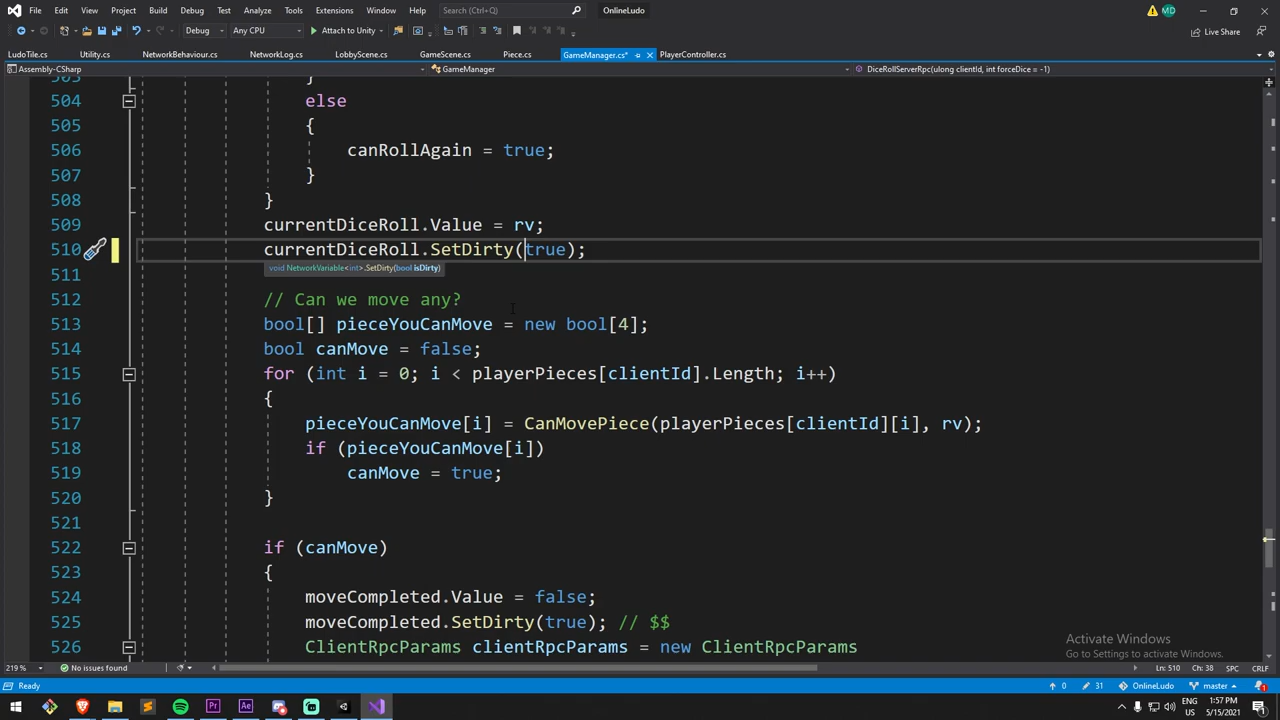 File Edit View Project Build Debug Test Analyze Tools Extensions Window Help Search (Ctrl+Q) OnlineLudo MD
Debug Any CPU Attach to Unity Live Share
LudoTile.cs Utility.cs NetworkBehaviour.cs NetworkLog.cs LobbyScene.cs GameScene.cs Piece.cs GameManager.cs* PlayerController.cs
Assembly-CSharp GameManager DiceRollServerRpc(ulong clientId, int forceDice = -1)
503 }
504 else
505 {
506 canRollAgain = true;
507 }
508 }
509 currentDiceRoll.Value = rv;
510 currentDiceRoll.SetDirty(true);
void NetworkVariable<int>.SetDirty(bool isDirty)
511
512 // Can we move any?
513 bool[] pieceYouCanMove = new bool[4];
514 bool canMove = false;
515 for (int i = 0; i < playerPieces[clientId].Length; i++)
516 {
517 pieceYouCanMove[i] = CanMovePiece(playerPieces[clientId][i], rv);
518 if (pieceYouCanMove[i])
519 canMove = true;
520 }
521
522 if (canMove)
523 {
524 moveCompleted.Value = false;
525 moveCompleted.SetDirty(true); // $$
526 ClientRpcParams clientRpcParams = new ClientRpcParams
Activate Windows
Go to Settings to activate Windows.
219 % No issues found Ln: 510 Ch: 38 SPC CRLF
Ready 0 31 OnlineLudo master 1
ENG 1:57 PM
US 5/15/2021 1